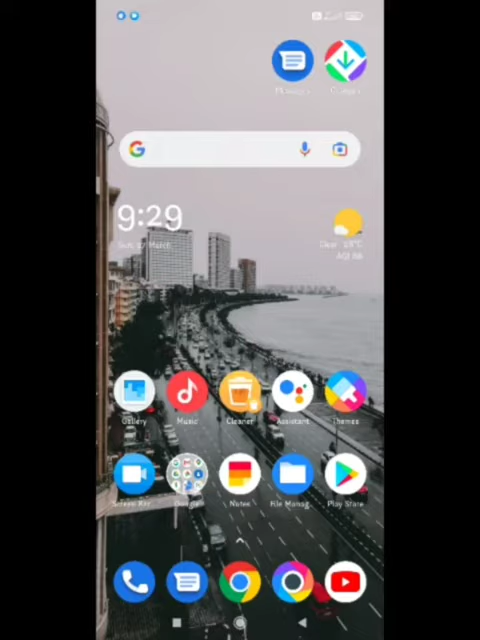 9:29
Sun, 27 March
Clear 28°C
AQI 86
Gallery
Music
Cleaner
Assistant
Themes
Screen Rec
Google
Notes
File Manag
Play Store